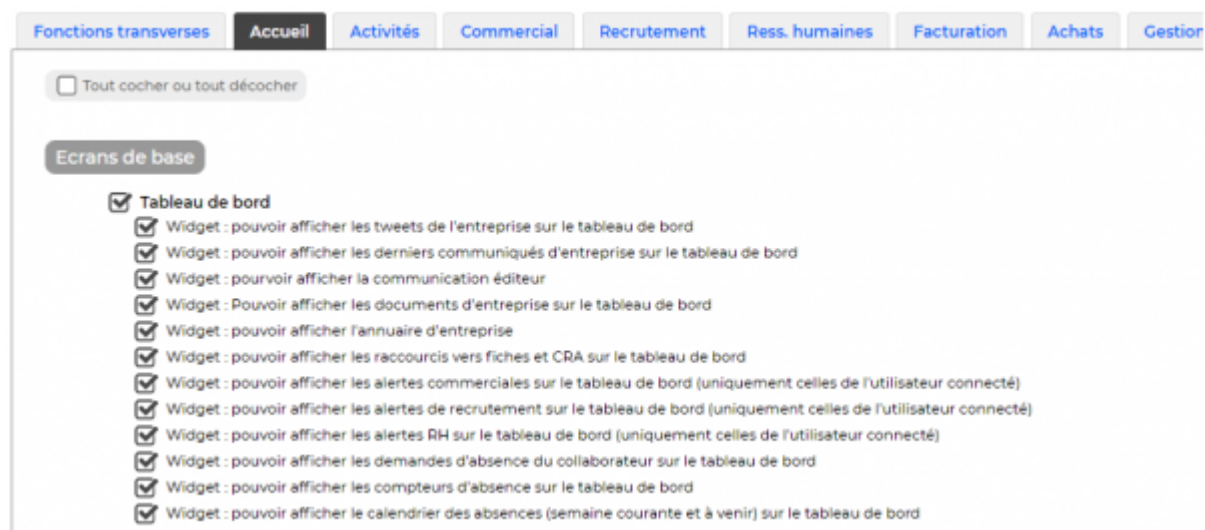 Fonctions transverses Accueil Activités Commercial Recrutement Ress. humaines Facturation Achats Gestion
Tout cocher ou tout décocher
Ecrans de base
Tableau de bord
Widget : pouvoir afficher les tweets de l'entreprise sur le tableau de bord
Widget : pouvoir afficher les derniers communiqués d'entreprise sur le tableau de bord
Widget : pourvoir afficher la communication éditeur
Widget : Pouvoir afficher les documents d'entreprise sur le tableau de bord
Widget : pouvoir afficher l'annuaire d'entreprise
Widget : pouvoir afficher les raccourcis vers fiches et CRA sur le tableau de bord
Widget : pouvoir afficher les alertes commerciales sur le tableau de bord (uniquement celles de l'utilisateur connecté)
Widget : pouvoir afficher les alertes de recrutement sur le tableau de bord (uniquement celles de l'utilisateur connecté)
Widget : pouvoir afficher les alertes RH sur le tableau de bord (uniquement celles de l'utilisateur connecté)
Widget : pouvoir afficher les demandes d'absence du collaborateur sur le tableau de bord
Widget : pouvoir afficher les compteurs d'absence sur le tableau de bord
Widget : pouvoir afficher le calendrier des absences (semaine courante et à venir) sur le tableau de bord